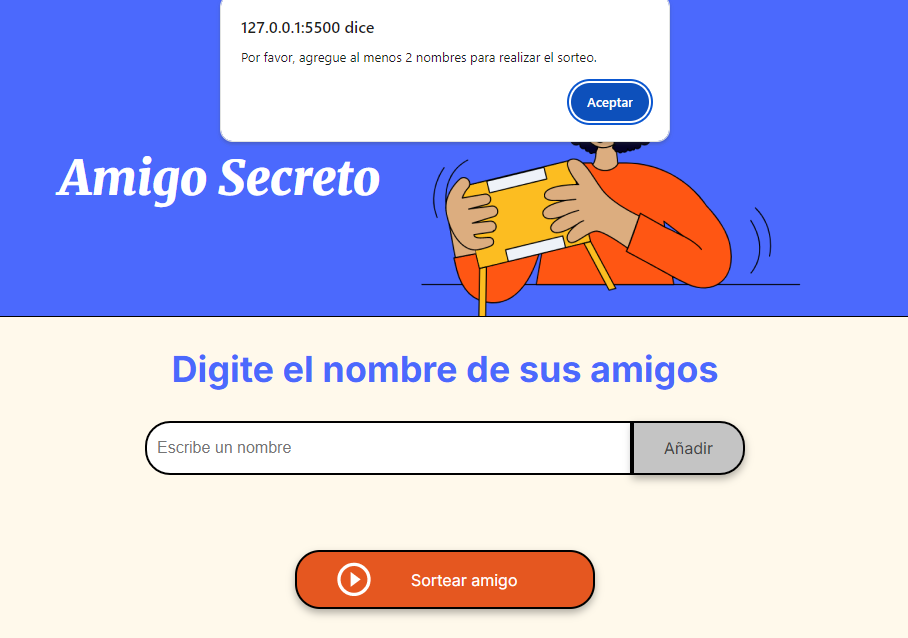 127.0.0.1:5500 dice
Por favor, agregue al menos 2 nombres para realizar el sorteo.
Aceptar
Amigo Secreto
Digite el nombre de sus amigos
Escribe un nombre
Añadir
Sortear amigo